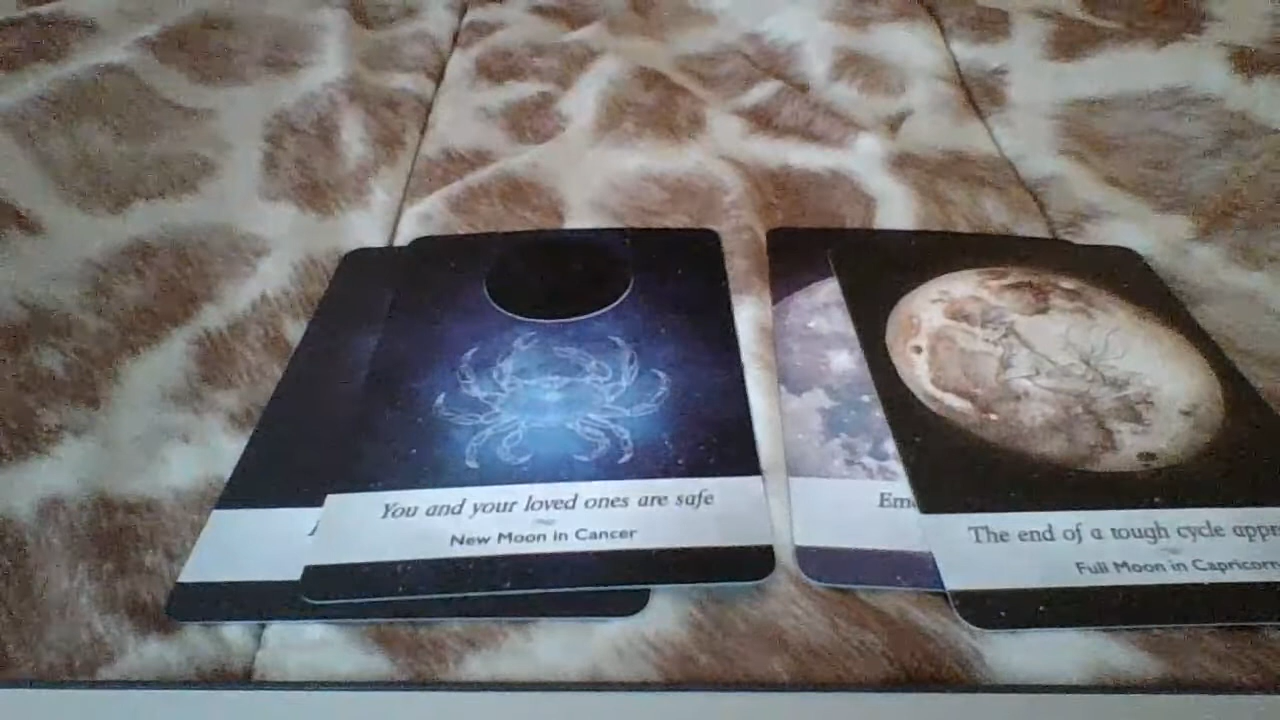 You and your loved ones are safe
New Moon in Cancer
Em
The end of a tough cycle appr
Full Moon in Capricorn